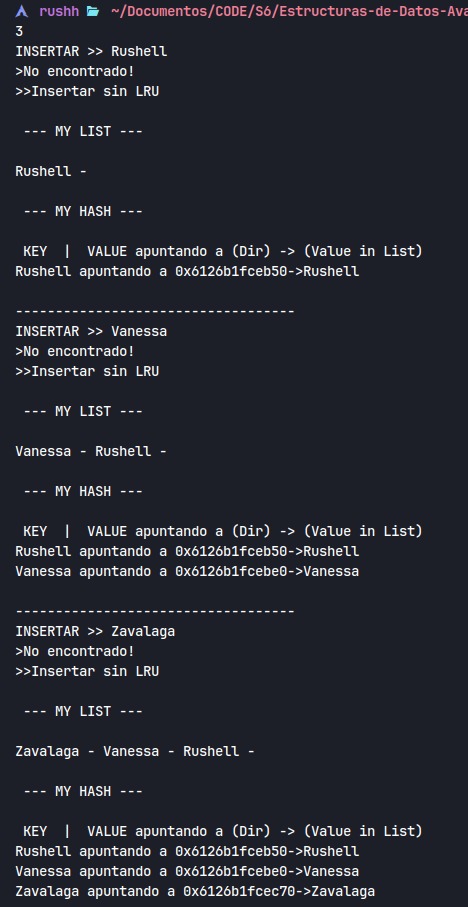 rushh ~/Documentos/CODE/S6/Estructuras-de-Datos-Ava
3
INSERTAR >> Rushell
>No encontrado!
>>Insertar sin LRU
--- MY LIST ---
Rushell -
--- MY HASH ---
KEY  |  VALUE apuntando a (Dir) -> (Value in List)
Rushell apuntando a 0x6126b1fceb50->Rushell
-----------------------------------
INSERTAR >> Vanessa
>No encontrado!
>>Insertar sin LRU
--- MY LIST ---
Vanessa - Rushell -
--- MY HASH ---
KEY  |  VALUE apuntando a (Dir) -> (Value in List)
Rushell apuntando a 0x6126b1fceb50->Rushell
Vanessa apuntando a 0x6126b1fcebe0->Vanessa
-----------------------------------
INSERTAR >> Zavalaga
>No encontrado!
>>Insertar sin LRU
--- MY LIST ---
Zavalaga - Vanessa - Rushell -
--- MY HASH ---
KEY  |  VALUE apuntando a (Dir) -> (Value in List)
Rushell apuntando a 0x6126b1fceb50->Rushell
Vanessa apuntando a 0x6126b1fcebe0->Vanessa
Zavalaga apuntando a 0x6126b1fcec70->Zavalaga